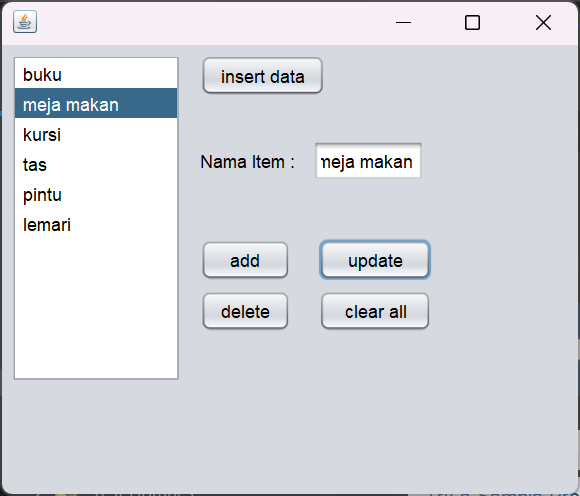 buku
meja makan
kursi
tas
pintu
lemari
insert data
Nama Item :
meja makan
add
update
delete
clear all